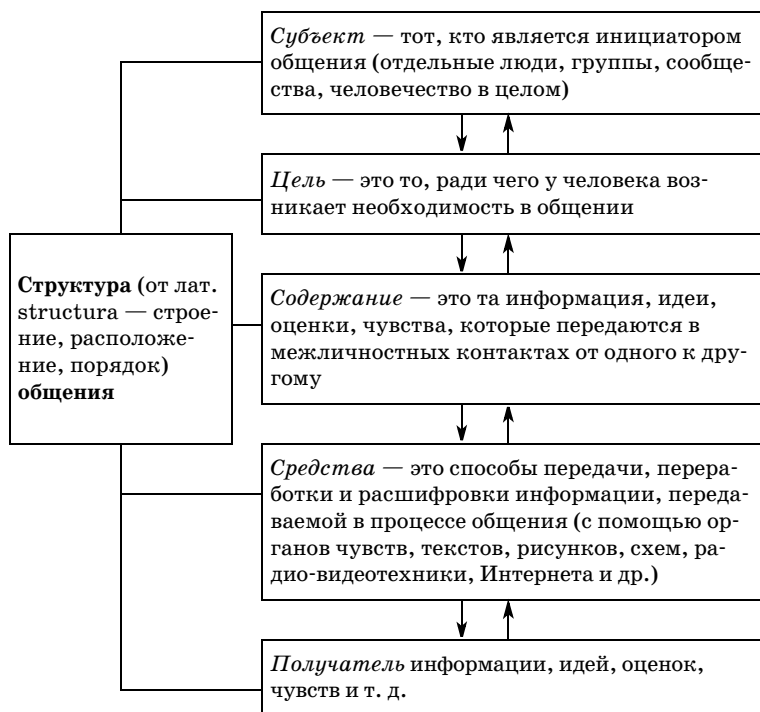 Субъект — тот, кто является инициатором
общения (отдельные люди, группы, сообще-
ства, человечество в целом)
Цель — это то, ради чего у человека воз-
никает необходимость в общении
Структура (от лат.
structura — строе-
ние, расположе-
ние, порядок)
общения
Содержание — это та информация, идеи,
оценки, чувства, которые передаются в
межличностных контактах от одного к дру-
гому
Средства — это способы передачи, перера-
ботки и расшифровки информации, переда-
ваемой в процессе общения (с помощью ор-
ганов чувств, текстов, рисунков, схем, ра-
дио-видеотехники, Интернета и др.)
Получатель информации, идей, оценок,
чувств и т. д.